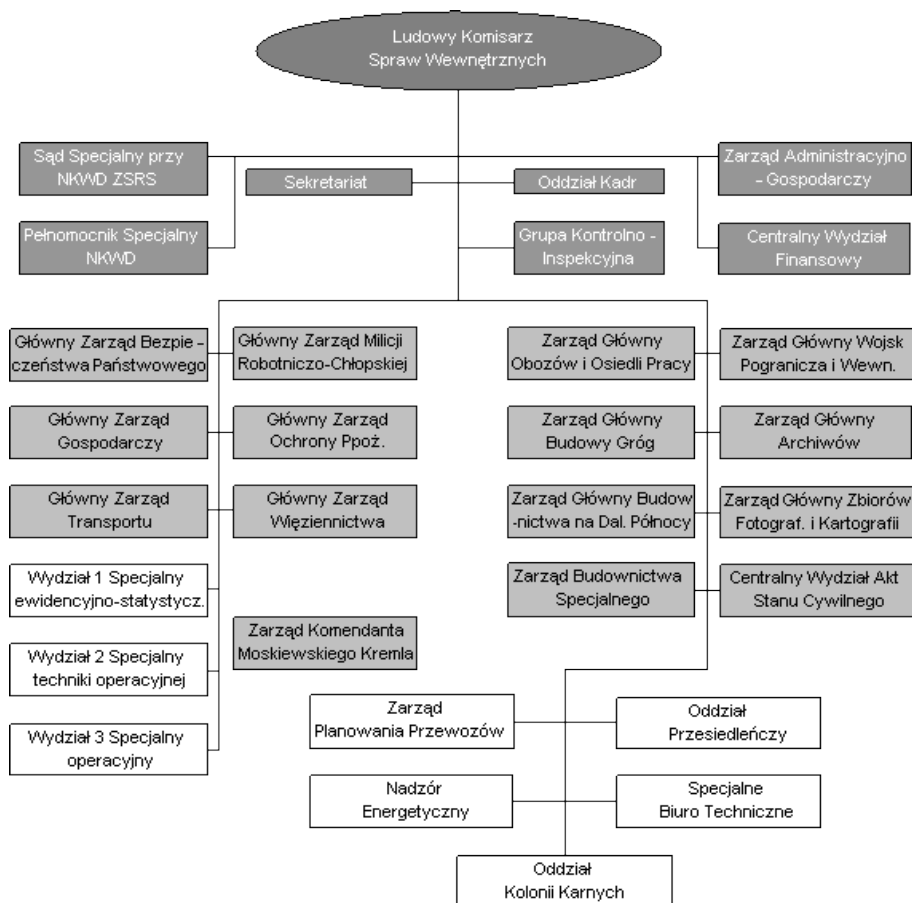 Ludowy Komisarz
Spraw Wewnętrznych
Sąd Specjalny przy
NKWD ZSRS
Sekretariat
Oddział Kadr
Zarząd Administracyjno
- Gospodarczy
Pełnomocnik Specjalny
NKWD
Grupa Kontrolno -
Inspekcyjna
Centralny Wydział
Finansowy
Główny Zarząd Bezpie -
czeństwa Państwowego
Główny Zarząd Milicji
Robotniczo-Chłopskiej
Zarząd Główny
Obozów i Osiedli Pracy
Zarząd Główny Wojsk
Pogranicza i Wewn.
Główny Zarząd
Gospodarczy
Główny Zarząd
Ochrony Ppoż.
Zarząd Główny
Budowy Gróg
Zarząd Główny
Archiwów
Główny Zarząd
Transportu
Główny Zarząd
Więziennictwa
Zarząd Główny Budow
-nictwa na Dal. Północy
Zarząd Główny Zbiorów
Fotograf. i Kartografii
Wydział 1 Specjalny
ewidencyjno-statystycz.
Zarząd Budownictwa
Specjalnego
Centralny Wydział Akt
Stanu Cywilnego
Zarząd Komendanta
Moskiewskiego Kremla
Wydział 2 Specjalny
techniki operacyjnej
Wydział 3 Specjalny
operacyjny
Zarząd
Planowania Przewozów
Oddział
Przesiedleńczy
Nadzór
Energetyczny
Specjalne
Biuro Techniczne
Oddział
Kolonii Karnych